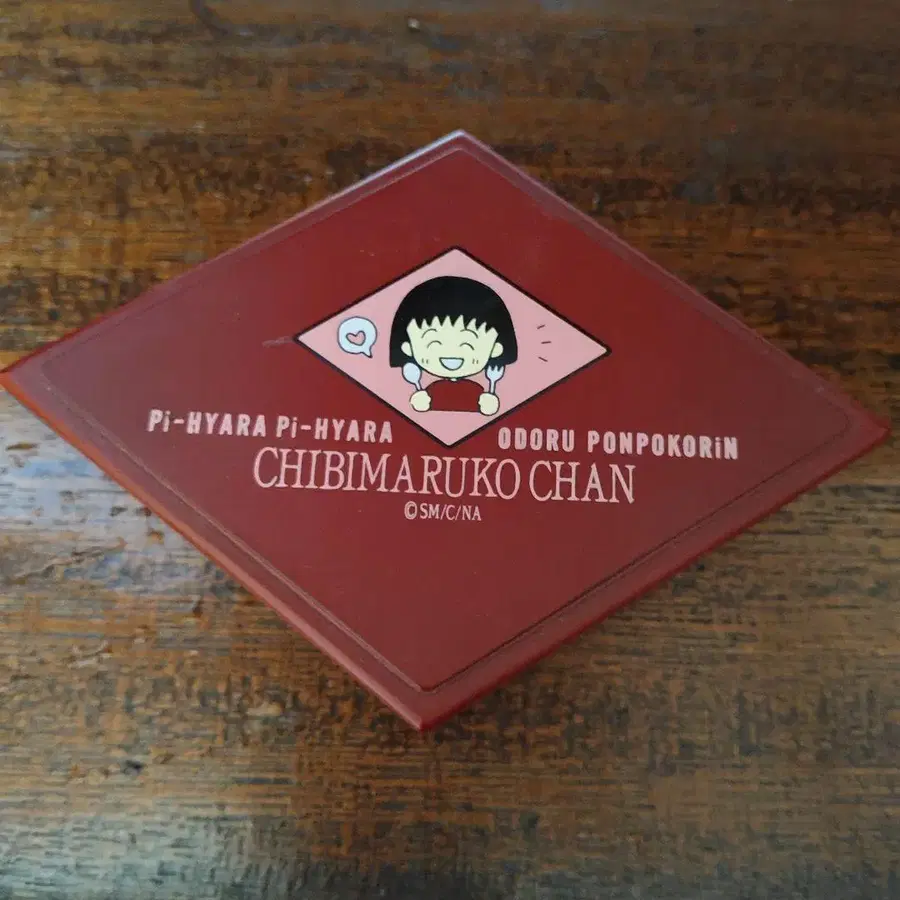 Pi-HYARA Pi-HYARA ODORU PONPOKORiN
CHIBIMARUKO CHAN
©SM/C/NA